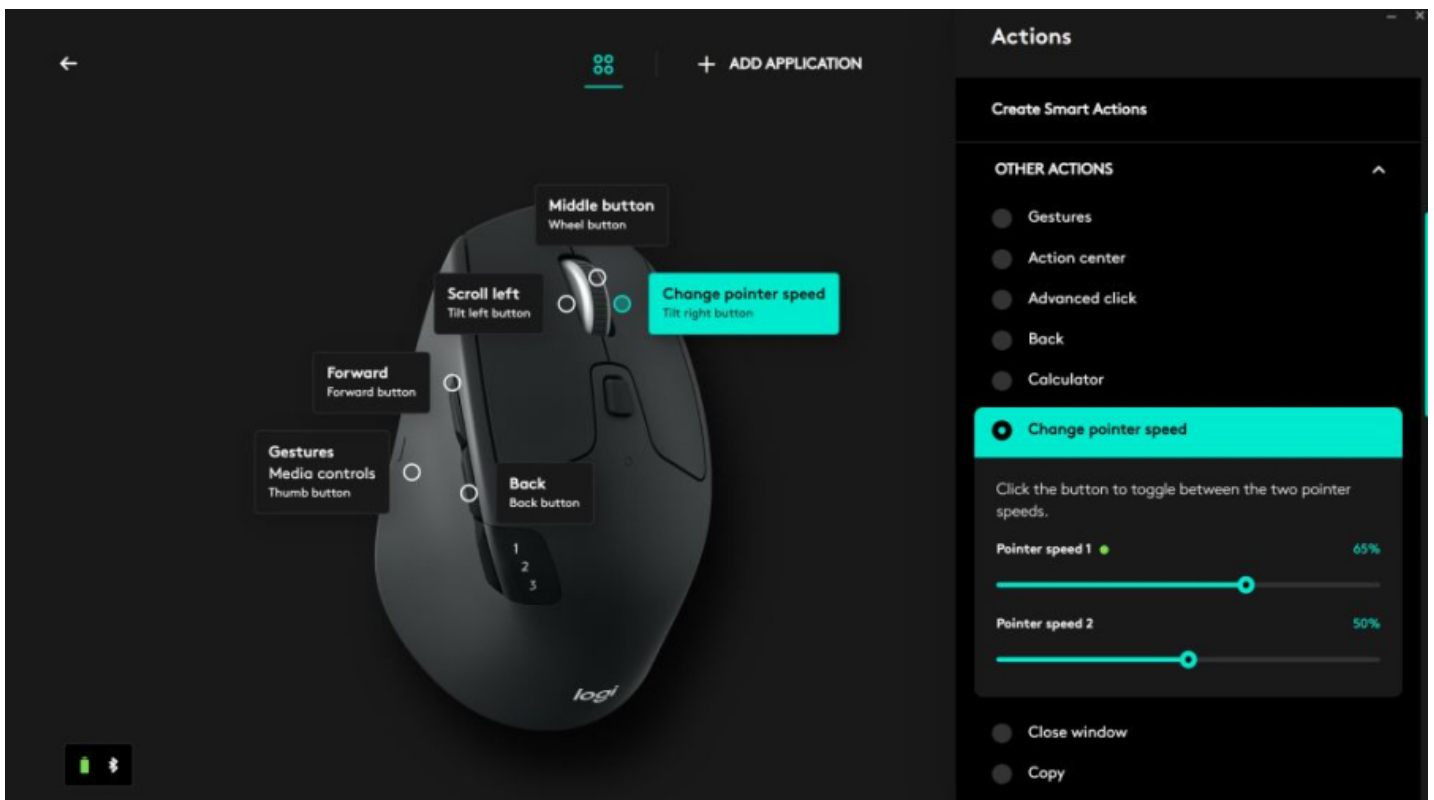 ADD APPLICATION
Middle button
Wheel button
Scroll left
Tilt left button
Change pointer speed
Tilt right button
Forward
Forward button
Gestures
Media controls
Thumb button
Back
Back button
1
2
3
logi
Actions
Create Smart Actions
OTHER ACTIONS
Gestures
Action center
Advanced click
Back
Calculator
Change pointer speed
Click the button to toggle between the two pointer
speeds.
Pointer speed 1 65%
Pointer speed 2 50%
Close window
Copy